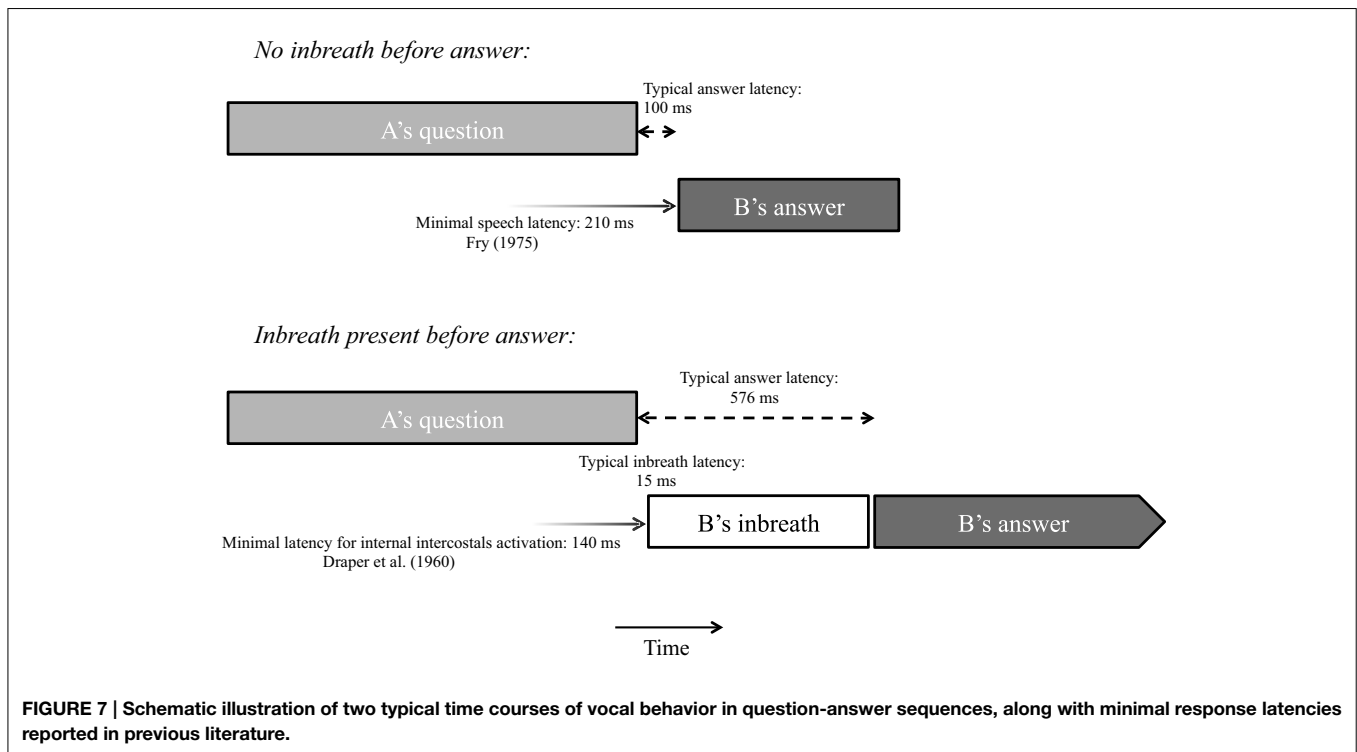 No inbreath before answer:
Typical answer latency:
100 ms
A's question
B's answer
Minimal speech latency: 210 ms
Fry (1975)
Inbreath present before answer:
Typical answer latency:
576 ms
A's question
Typical inbreath latency:
15 ms
B's inbreath
B's answer
Minimal latency for internal intercostals activation: 140 ms
Draper et al. (1960)
Time
FIGURE 7 | Schematic illustration of two typical time courses of vocal behavior in question-answer sequences, along with minimal response latencies
reported in previous literature.